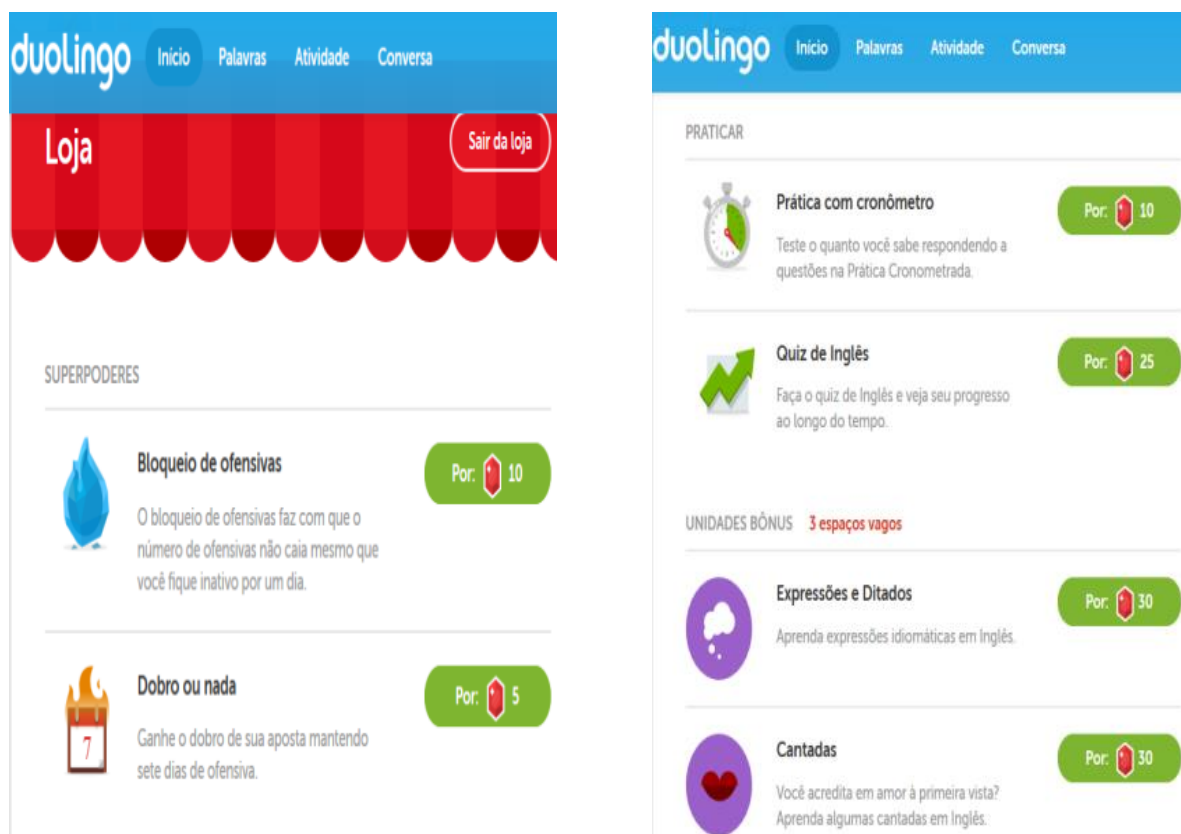 duolingo Início Palavras Atividade Conversa
Loja
Sair da loja
SUPERPODERES
Bloqueio de ofensivas
Por: 10
O bloqueio de ofensivas faz com que o
número de ofensivas não caia mesmo que
você fique inativo por um dia.
Dobro ou nada
Por: 5
7
Ganhe o dobro de sua aposta mantendo
sete dias de ofensiva.
duolingo Início Palavras Atividade Conversa
PRATICAR
Prática com cronômetro
Por: 10
Teste o quanto você sabe respondendo a
questões na Prática Cronometrada.
Quiz de Inglês
Por: 25
Faça o quiz de Inglês e veja seu progresso
ao longo do tempo.
UNIDADES BÔNUS 3 espaços vagos
Expressões e Ditados
Por: 30
Aprenda expressões idiomáticas em Inglês.
Cantadas
Por: 30
Você acredita em amor à primeira vista?
Aprenda algumas cantadas em Inglês.